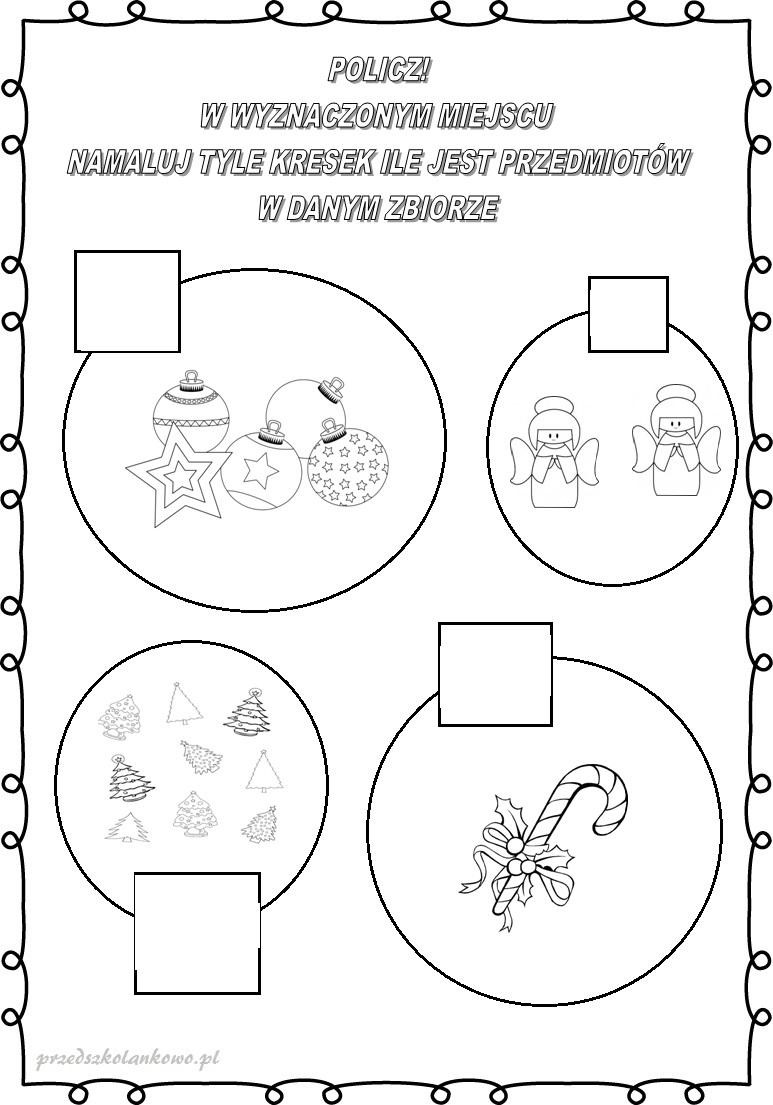 POLICZ!
W WYZNACZONYM MIEJSCU
NAMALUJ TYLE KRESEK ILE JEST PRZEDMIOTÓW
W DANYM ZBIORZE
przedszkolankowo.pl